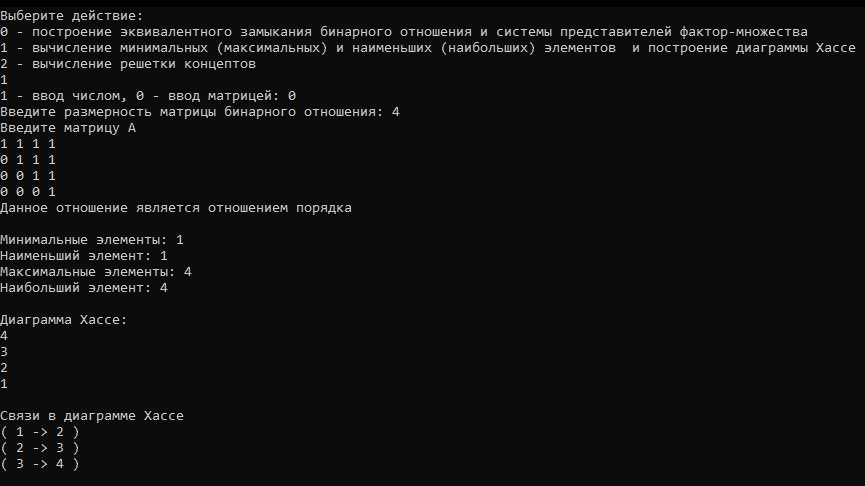 Выберите действие:
0 - построение эквивалентного замыкания бинарного отношения и системы представителей фактор-множества
1 - вычисление минимальных (максимальных) и наименьших (наибольших) элементов  и построение диаграммы Хассе
2 - вычисление решетки концептов
1
1 - ввод числом, 0 - ввод матрицей: 0
Введите размерность матрицы бинарного отношения: 4
Введите матрицу A
1 1 1 1
0 1 1 1
0 0 1 1
0 0 0 1
Данное отношение является отношением порядка
Минимальные элементы: 1
Наименьший элемент: 1
Максимальные элементы: 4
Наибольший элемент: 4
Диаграмма Хассе:
4
3
2
1
Связи в диаграмме Хассе
( 1 -> 2 )
( 2 -> 3 )
( 3 -> 4 )